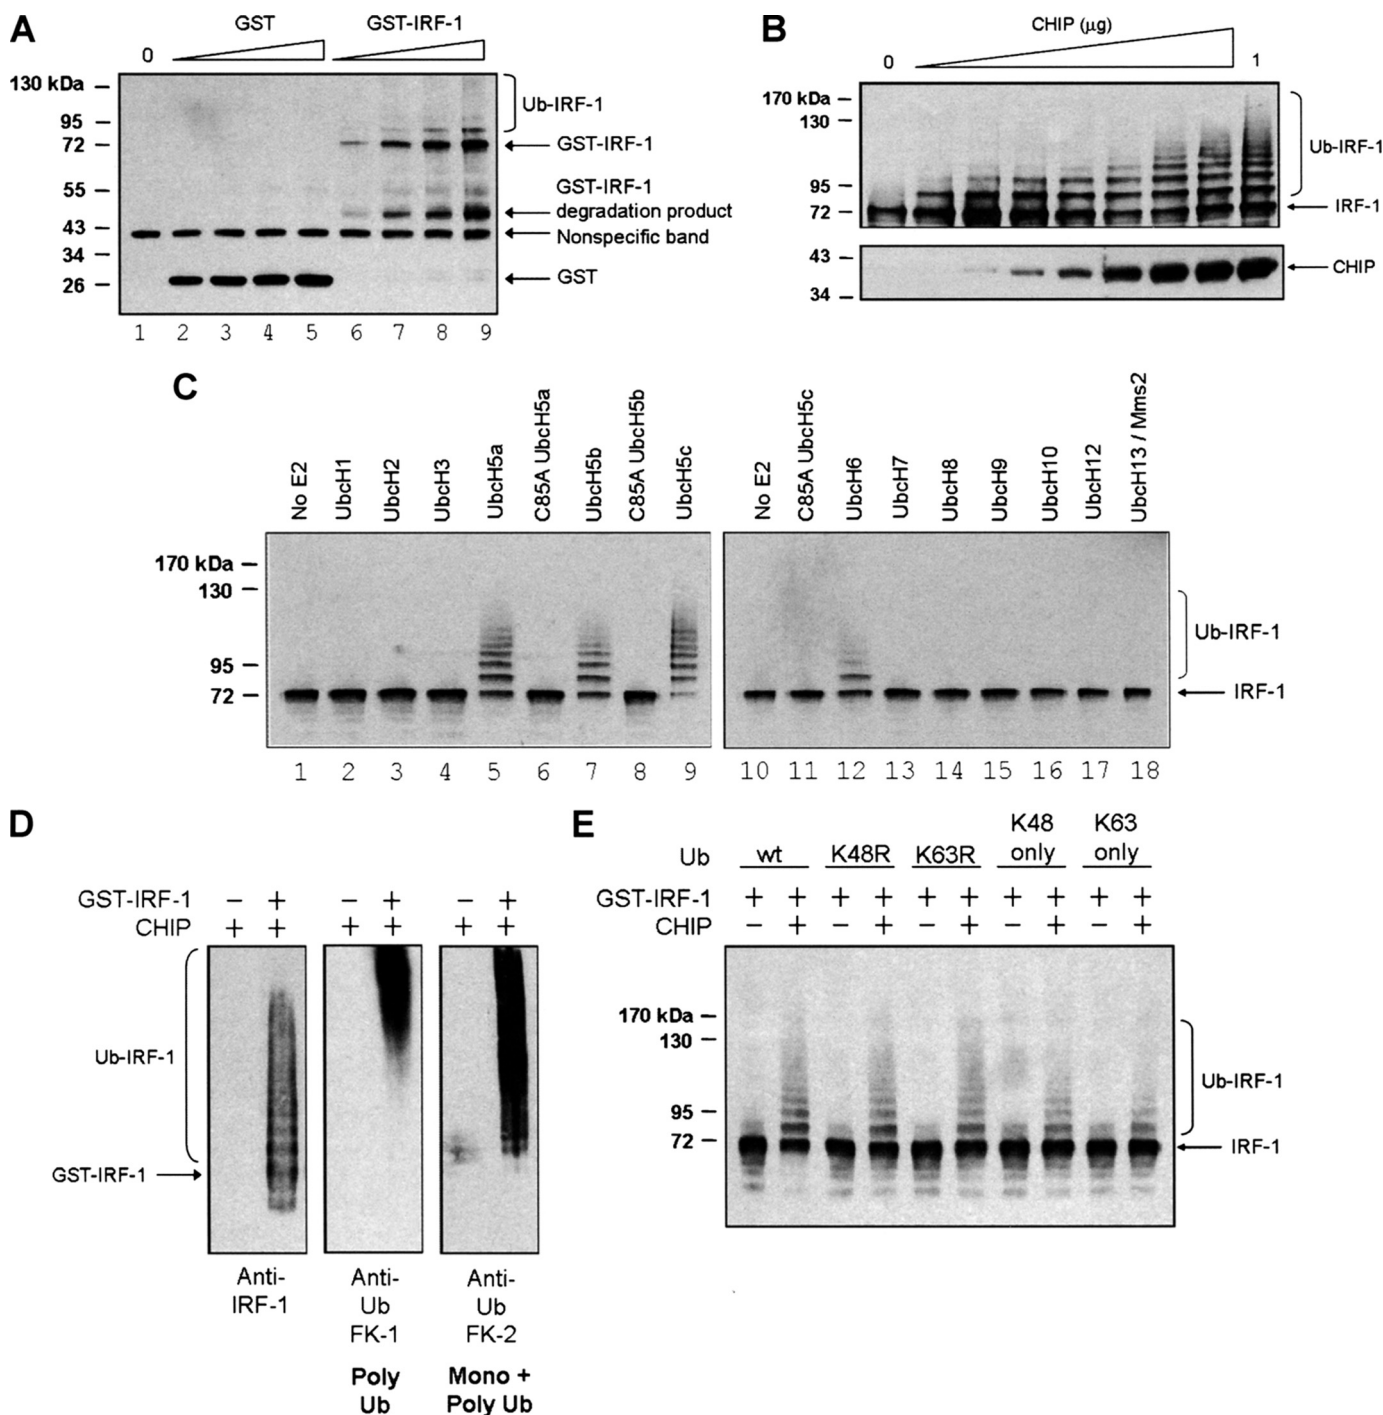 A
GST
GST-IRF-1
0
130 kDa
95
72
55
43
34
26
Ub-IRF-1
GST-IRF-1
GST-IRF-1
degradation product
Nonspecific band
GST
1 2 3 4 5 6 7 8 9
B
CHIP (µg)
0
1
170 kDa
130
95
72
Ub-IRF-1
IRF-1
43
34
CHIP
C
No E2
UbcH1
UbcH2
UbcH3
UbcH5a
C85A UbcH5a
UbcH5b
C85A UbcH5b
UbcH5c
No E2
C85A UbcH5c
UbcH6
UbcH7
UbcH8
UbcH9
UbcH10
UbcH12
UbcH13 / Mms2
170 kDa
130
95
72
Ub-IRF-1
IRF-1
1 2 3 4 5 6 7 8 9
10 11 12 13 14 15 16 17 18
D
GST-IRF-1 – + – + – +
CHIP + + + + + +
Ub-IRF-1
GST-IRF-1
Anti-
IRF-1
Anti-
Ub
FK-1
Poly
Ub
Anti-
Ub
FK-2
Mono +
Poly Ub
E
Ub
wt
K48R
K63R
K48
only
K63
only
GST-IRF-1 + + + + + + + + + +
CHIP – + – + – + – + – +
170 kDa
130
95
72
Ub-IRF-1
IRF-1